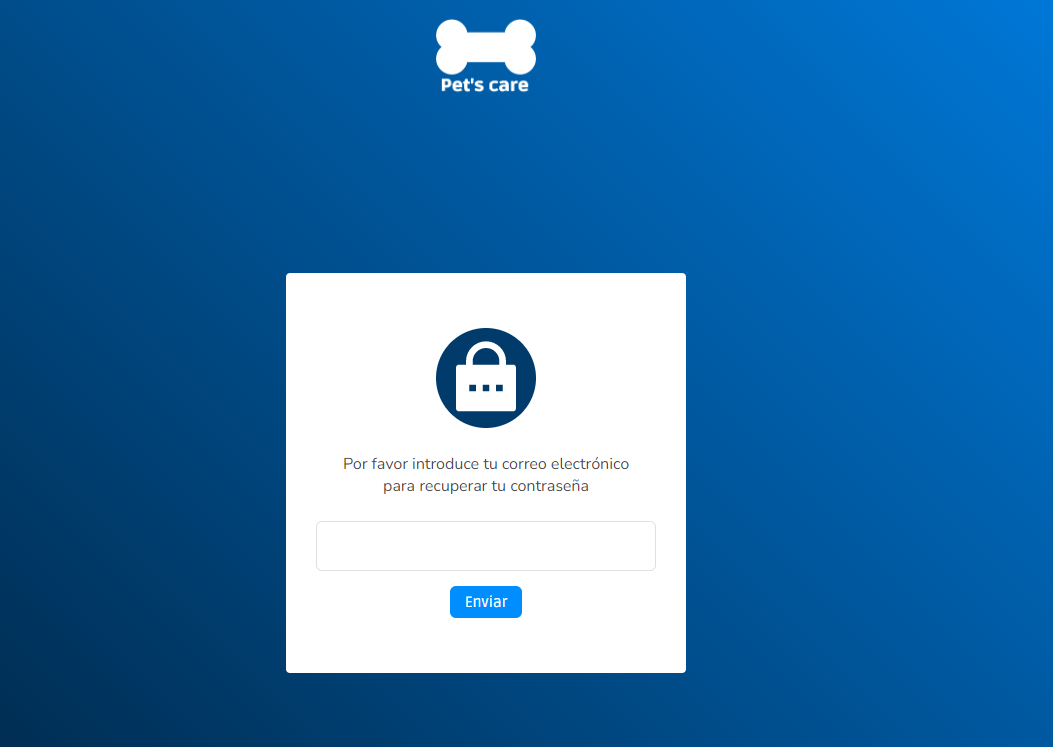 Pet's care
Por favor introduce tu correo electrónico
para recuperar tu contraseña
Enviar